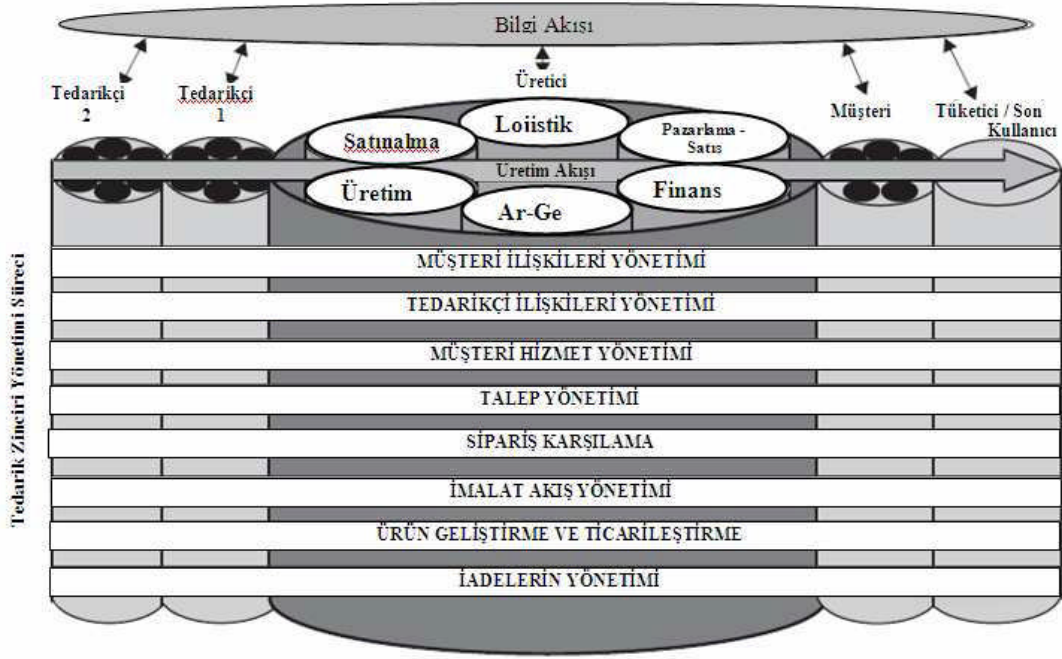 Bilgi Akışı
Tedarikçi
2
Tedarikçi
1
Üretici
Müşteri
Tüketici / Son
Kullanıcı
Satınalma
Lojistik
Pazarlama -
Satıs
Üretim Akışı
Üretim
Ar-Ge
Finans
Tedarik Zinciri Yönetimi Süreci
MÜŞTERİ İLİŞKİLERİ YÖNETİMİ
TEDARİKÇİ İLİŞKİLERİ YÖNETİMİ
MÜŞTERİ HİZMET YÖNETİMİ
TALEP YÖNETİMİ
SİPARİŞ KARŞILAMA
İMALAT AKIŞ YÖNETİMİ
ÜRÜN GELİŞTİRME VE TİCARİLEŞTİRME
İADELERİN YÖNETİMİ